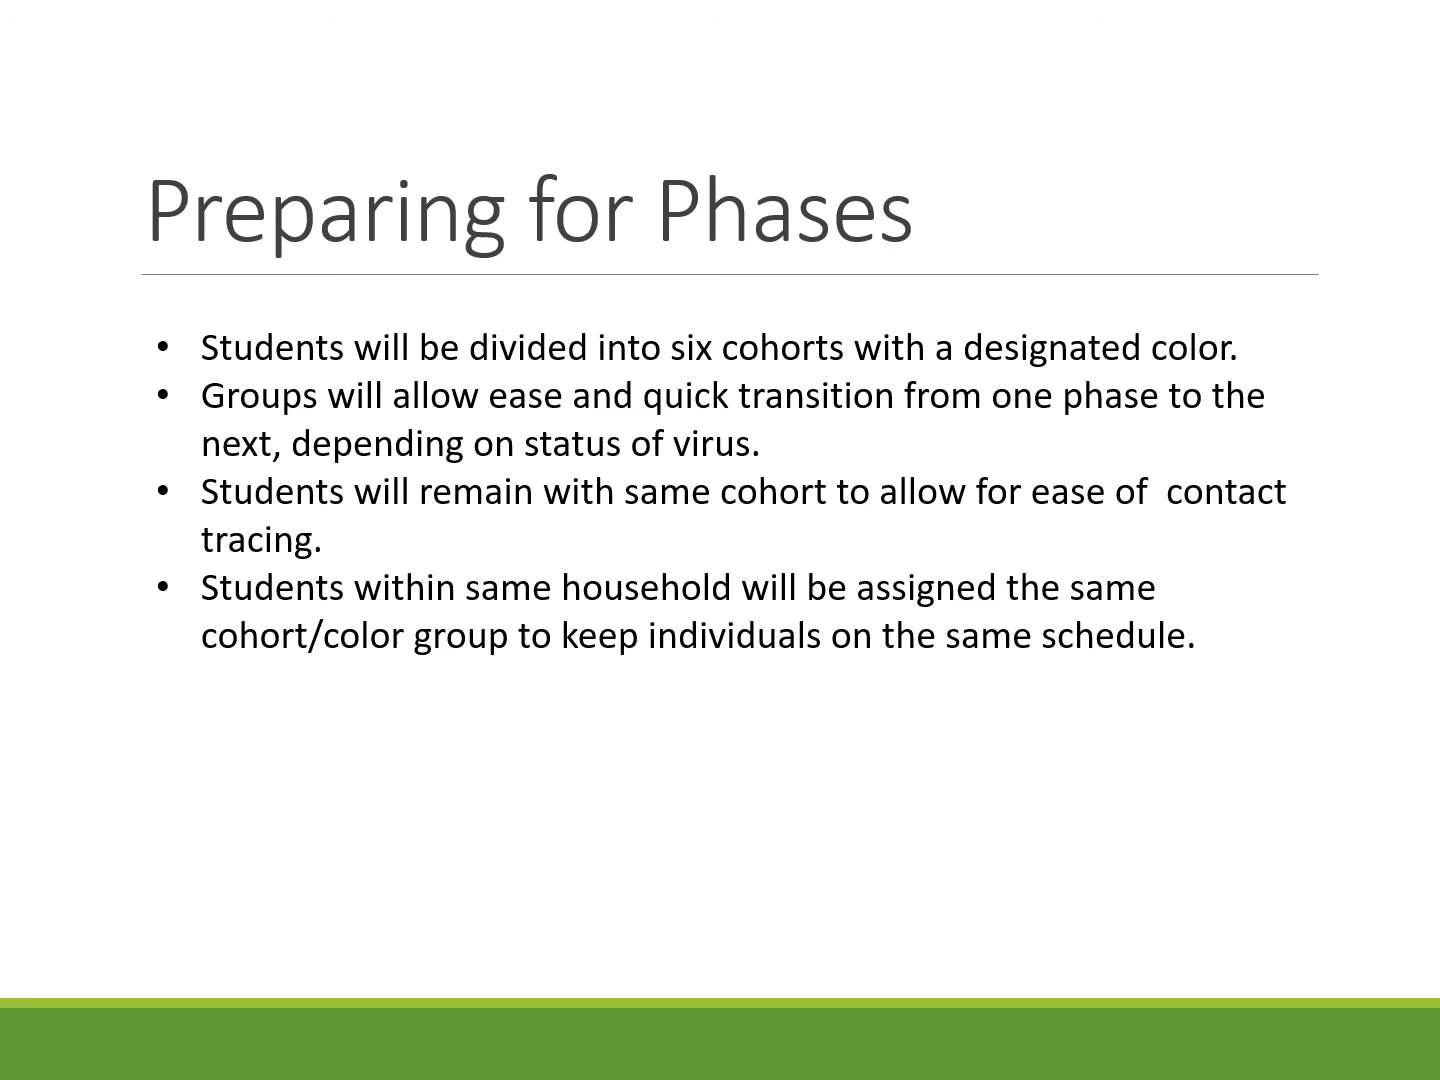 Preparing for Phases
• Students will be divided into six cohorts with a designated color.
• Groups will allow ease and quick transition from one phase to the
next, depending on status of virus.
• Students will remain with same cohort to allow for ease of  contact
tracing.
• Students within same household will be assigned the same
cohort/color group to keep individuals on the same schedule.